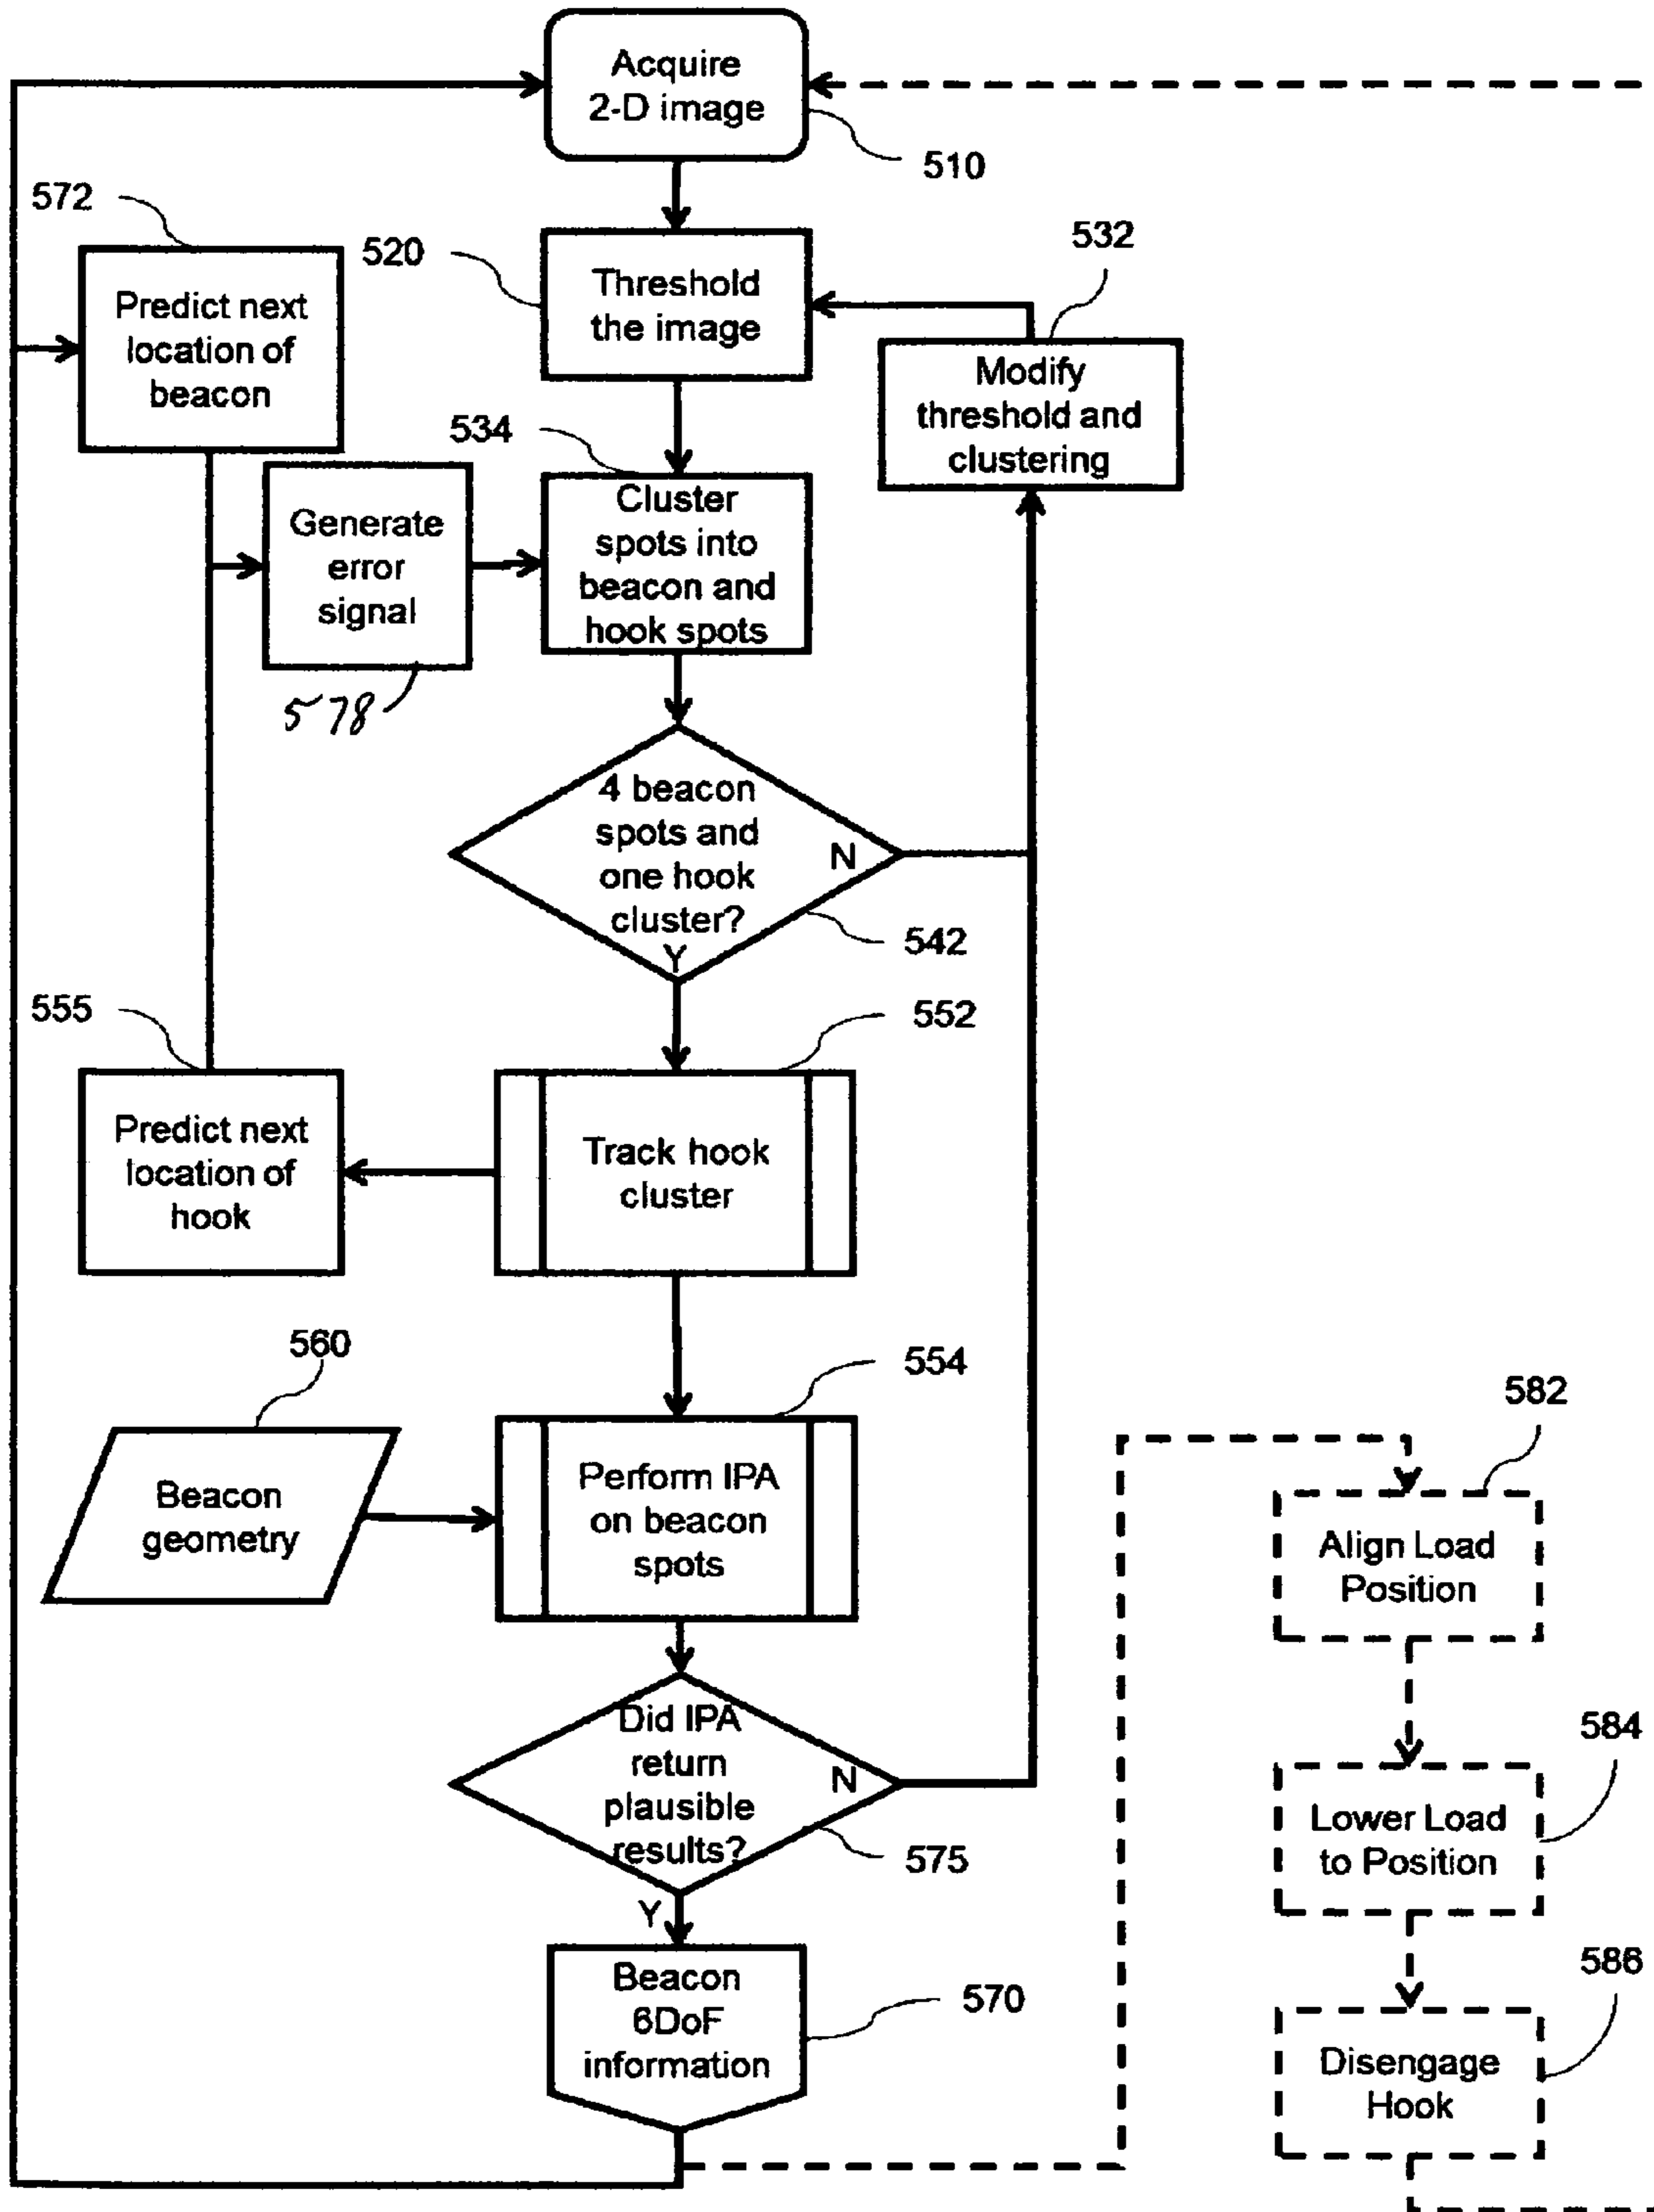 Acquire
2-D image
510
572
520
532
Predict next
location of
beacon
Threshold
the image
Modify
threshold and
clustering
534
Generate
error
signal
Cluster
spots into
beacon and
hook spots
578
4 beacon
spots and
one hook
cluster?
N
Y
542
555
552
Predict next
location of
hook
Track hook
cluster
560
554
582
Beacon
geometry
Perform IPA
on beacon
spots
Align Load
Position
Did IPA
return
plausible
results?
N
575
584
Lower Load
to Position
Y
Beacon
6DoF
information
570
586
Disengage
Hook